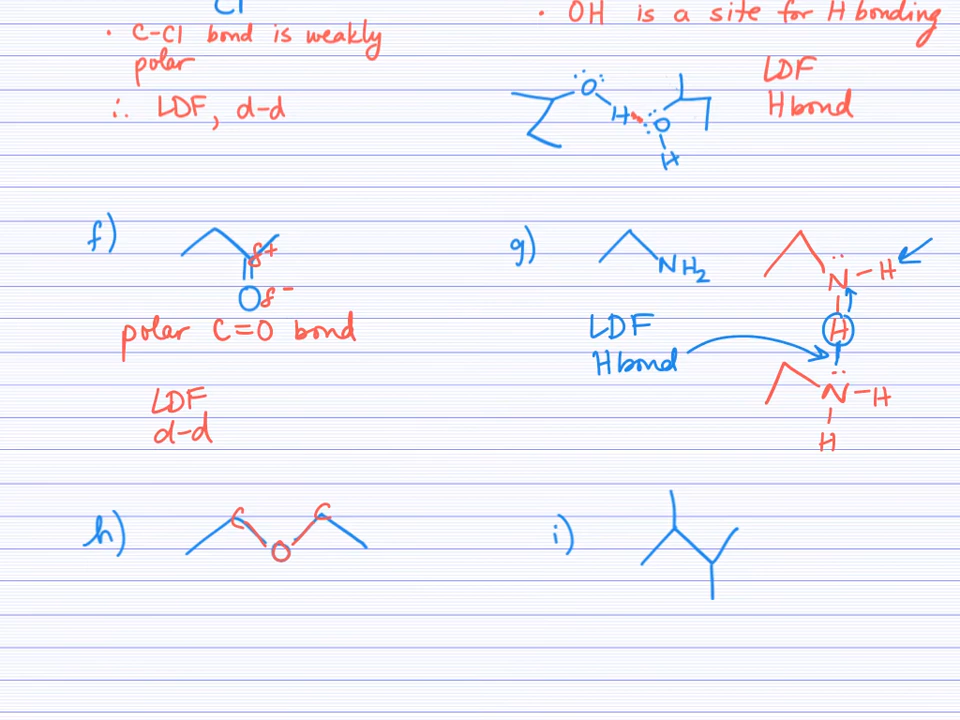 Cl
· C-Cl bond is weakly
polar
∴ LDF, d-d
· OH is a site for H bonding
LDF
H bond
O
H
O
H
f)
δ+
O δ-
polar C=O bond
LDF
d-d
g)
NH₂
N-H
H
N-H
H
LDF
H bond
h)
C
C
O
i)